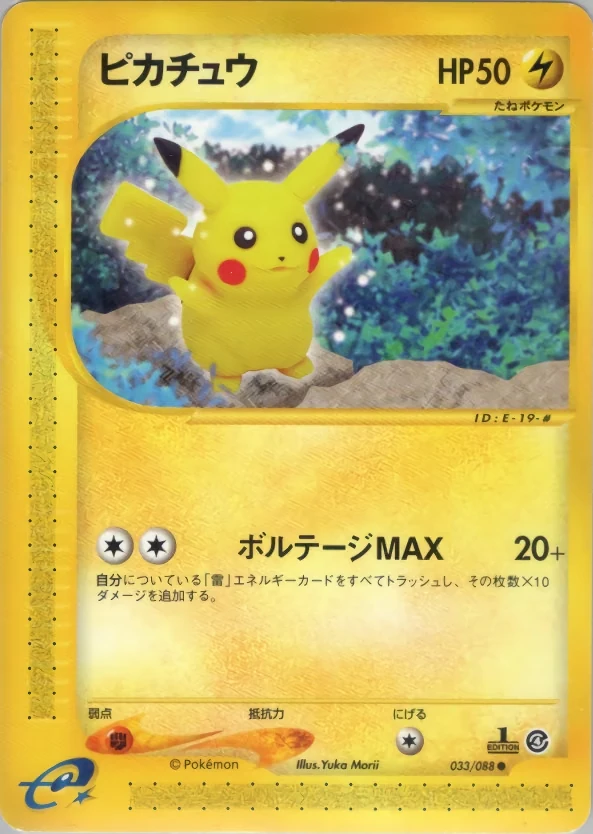 ピカチュウ HP50
たねポケモン
ID:E-19-#
ボルテージMAX 20+
自分についている「雷」エネルギーカードをすべてトラッシュし、その枚数×10
ダメージを追加する。
弱点 抵抗力 にげる
1
EDITION
©Pokémon Illus.Yuka Morii 033/088
e